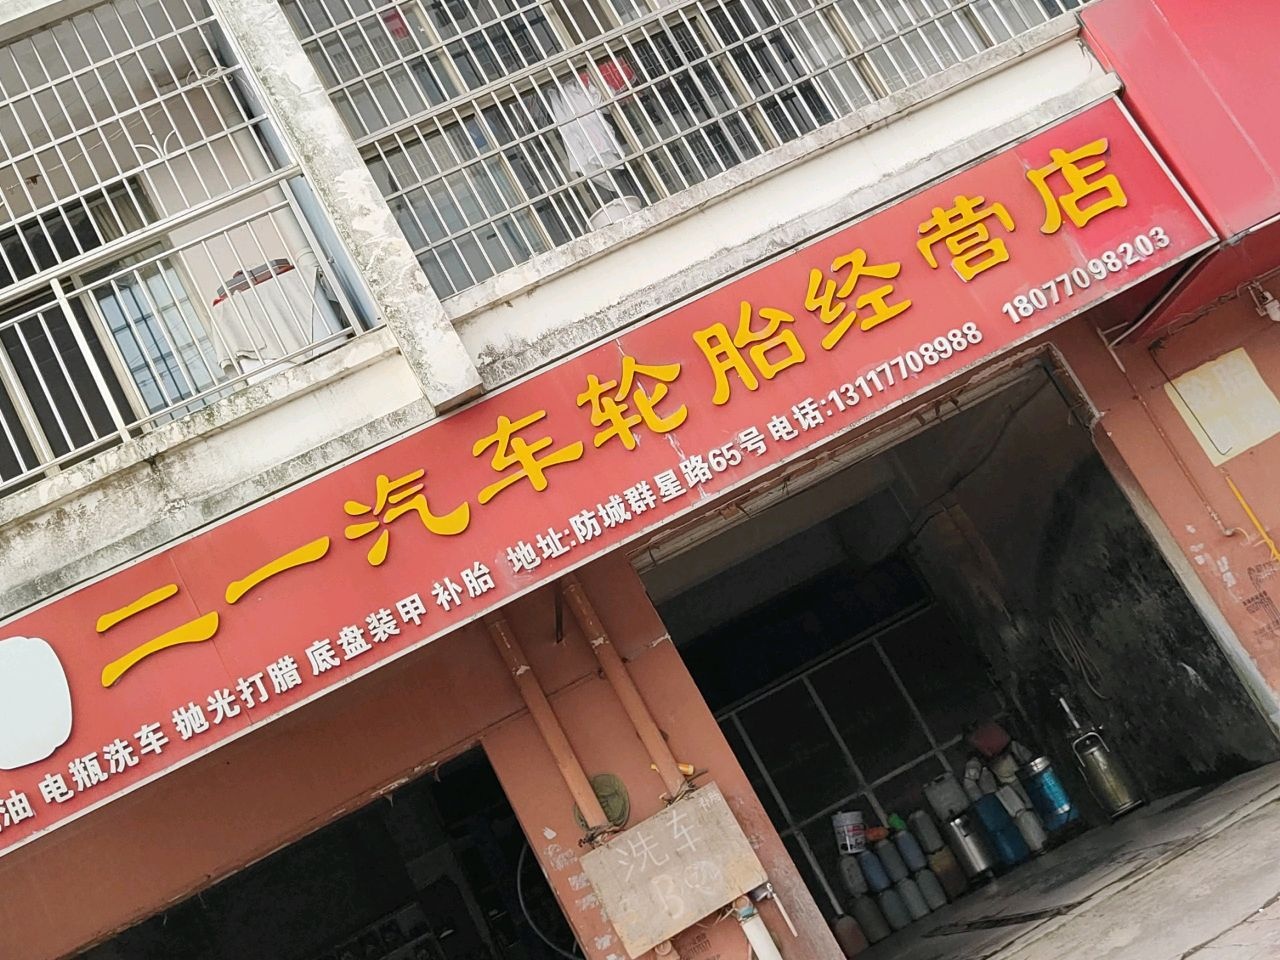 二一汽车轮胎经营店
油 电瓶洗车 抛光打腊 底盘装甲 补胎 地址:防城群星路65号 电话:13117708988 18077098203
洗车